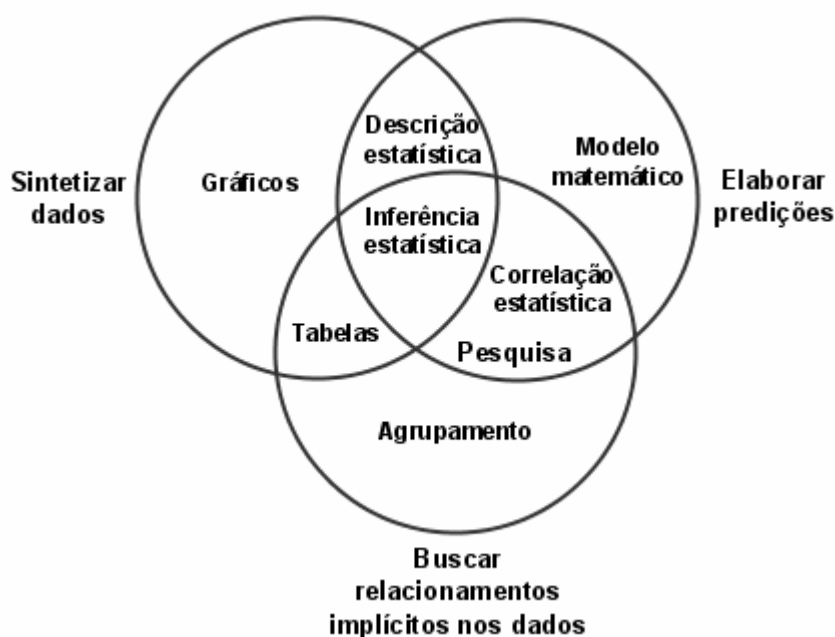 Sintetizar
dados
Gráficos
Descrição
estatística
Modelo
matemático
Elaborar
predições
Inferência
estatística
Correlação
estatística
Tabelas
Pesquisa
Agrupamento
Buscar
relacionamentos
implícitos nos dados